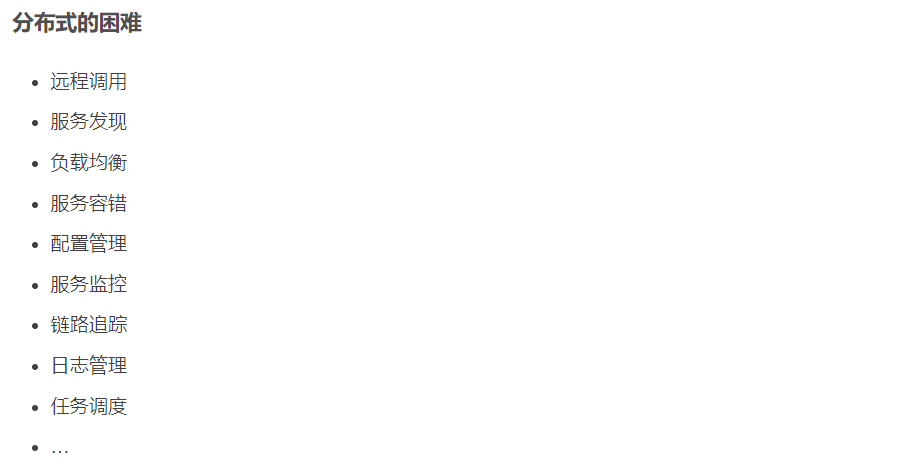 分布式的困难
远程调用
服务发现
负载均衡
服务容错
配置管理
服务监控
链路追踪
日志管理
任务调度
...